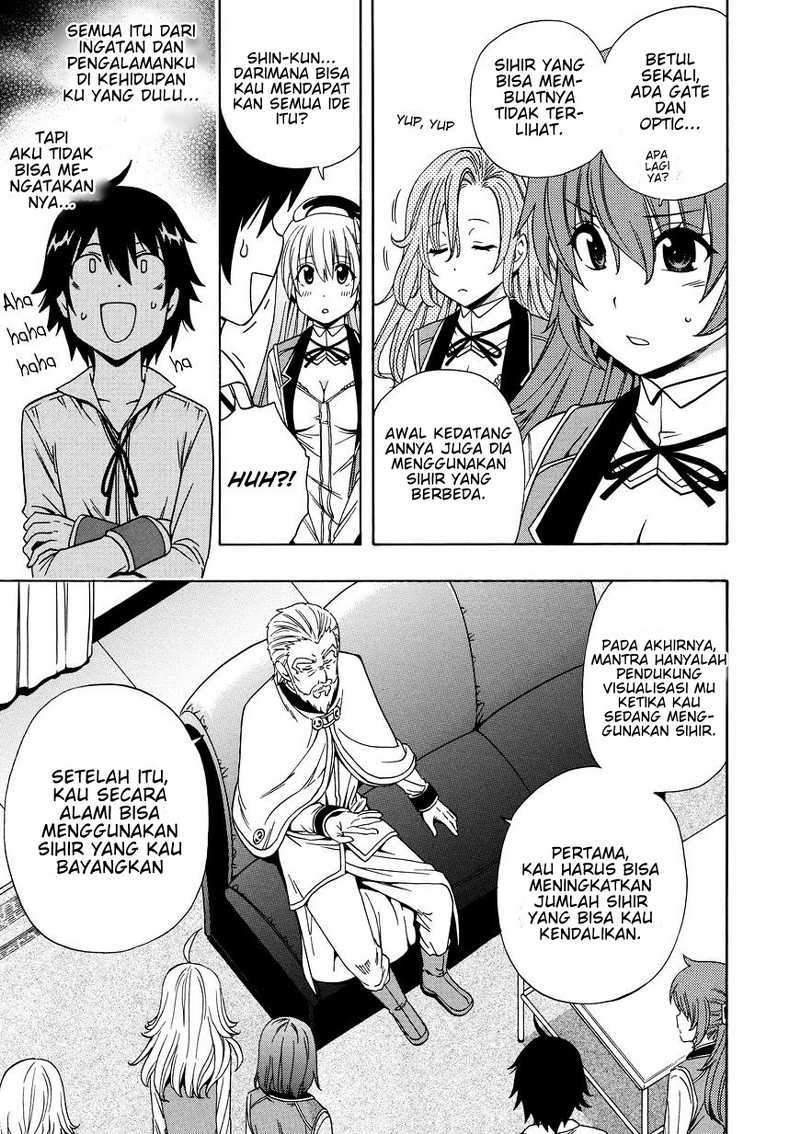 BETUL
SEKALI,
ADA GATE
DAN
OPTIC...
APA
LAGI
YA?
SIHIR YANG
BISA MEM-
BUATNYA
TIDAK TER-
LIHAT.
YUP, YUP
AWAL KEDATANG
ANNYA JUGA DIA
MENGGUNAKAN
SIHIR YANG
BERBEDA.
SHIN-KUN...
DARIMANA BISA
KAU MENDAPAT
KAN SEMUA IDE
ITU?
HUH?!
SEMUA ITU DARI
INGATAN DAN
PENGALAMANKU
DI KEHIDUPAN
KU YANG DULU...
TAPI
AKU TIDAK
BISA ME-
NGATAKAN
NYA...
Aha
haha
haha
ha
PADA AKHIRNYA,
MANTRA HANYALAH
PENDUKUNG
VISUALISASI MU
KETIKA KAU
SEDANG MENG-
GUNAKAN SIHIR.
PERTAMA,
KAU HARUS BISA
MENINGKATKAN
JUMLAH SIHIR
YANG BISA KAU
KENDALIKAN.
SETELAH ITU,
KAU SECARA
ALAMI BISA
MENGGUNAKAN
SIHIR YANG KAU
BAYANGKAN